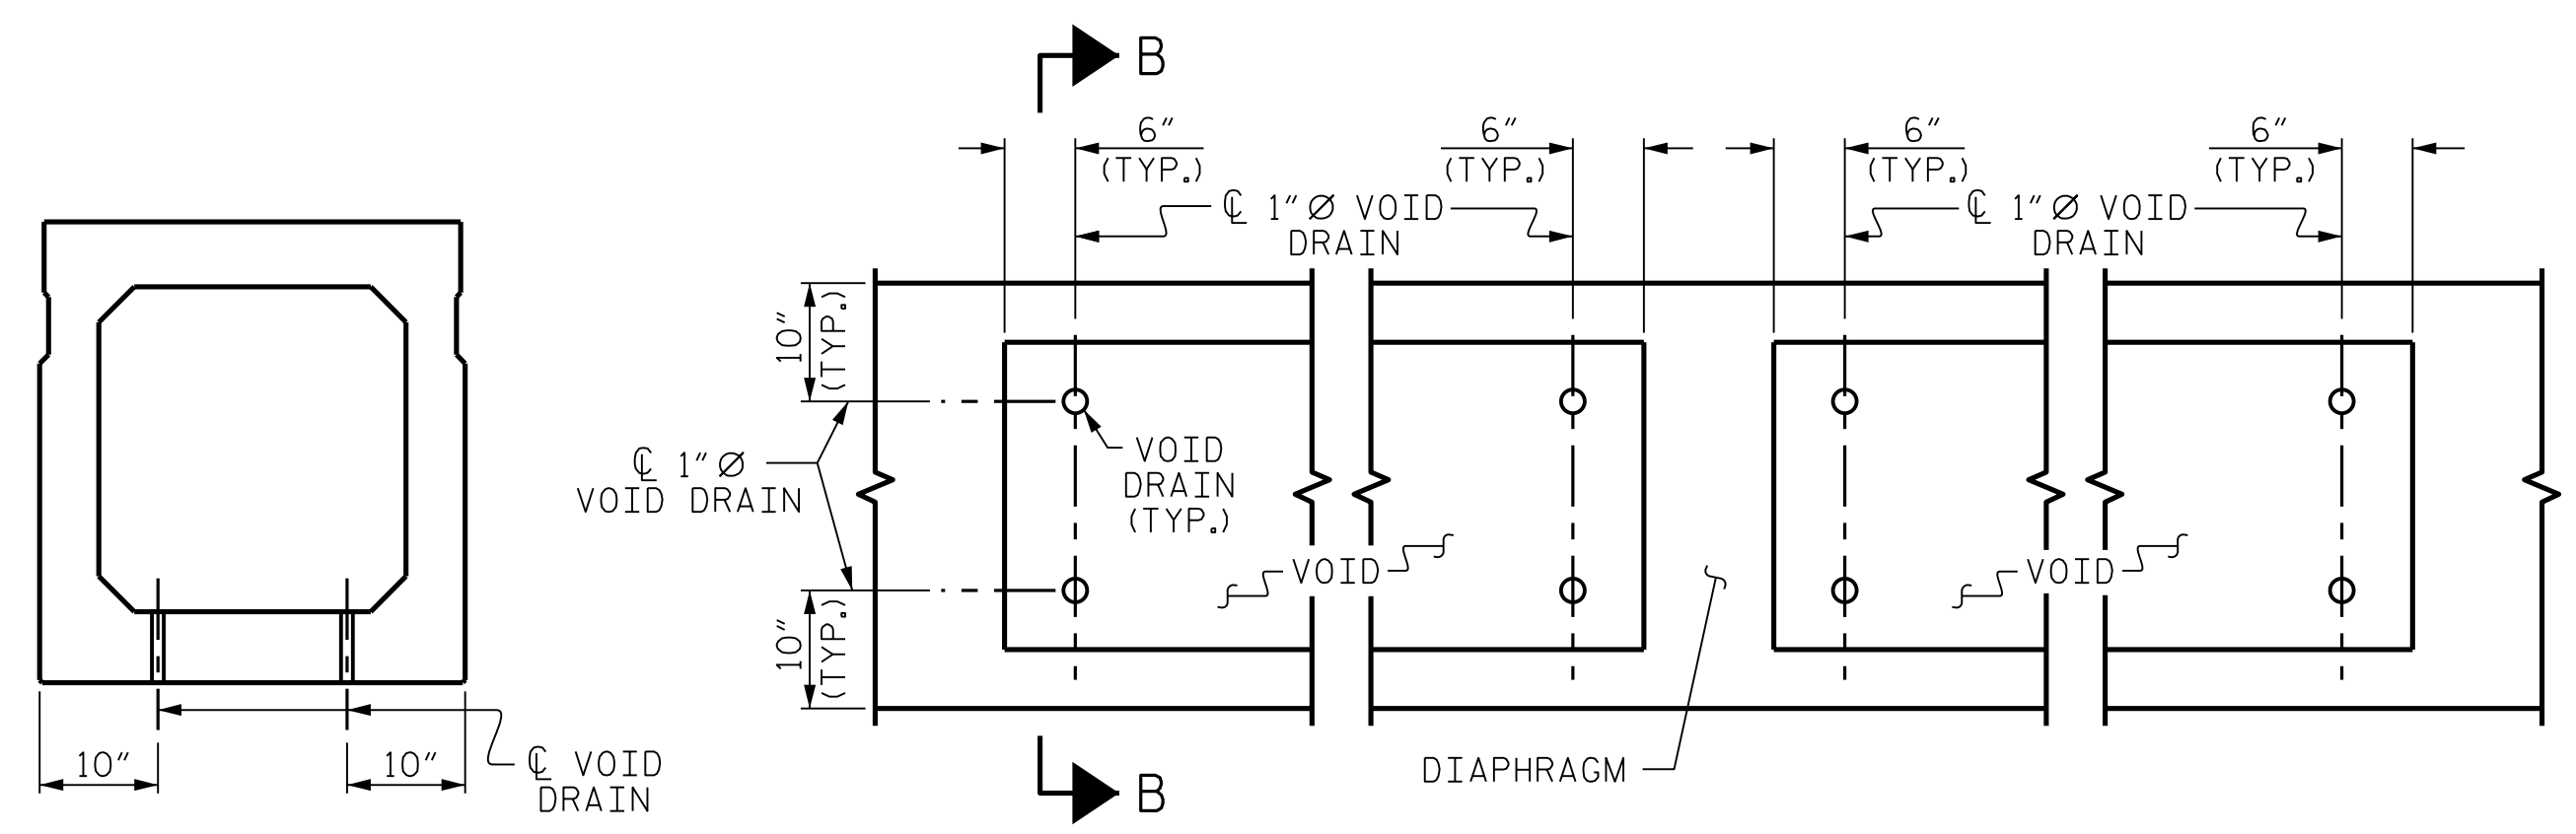 B
6" 6" 6" 6"
(TYP.) (TYP.) (TYP.) (TYP.)
℄ 1" Ø VOID ℄ 1" Ø VOID
DRAIN DRAIN
10"
(TYP.)
℄ 1" Ø
VOID DRAIN
VOID
DRAIN
(TYP.)
VOID VOID
10"
(TYP.)
10" 10"
℄ VOID
DRAIN
DIAPHRAGM
B